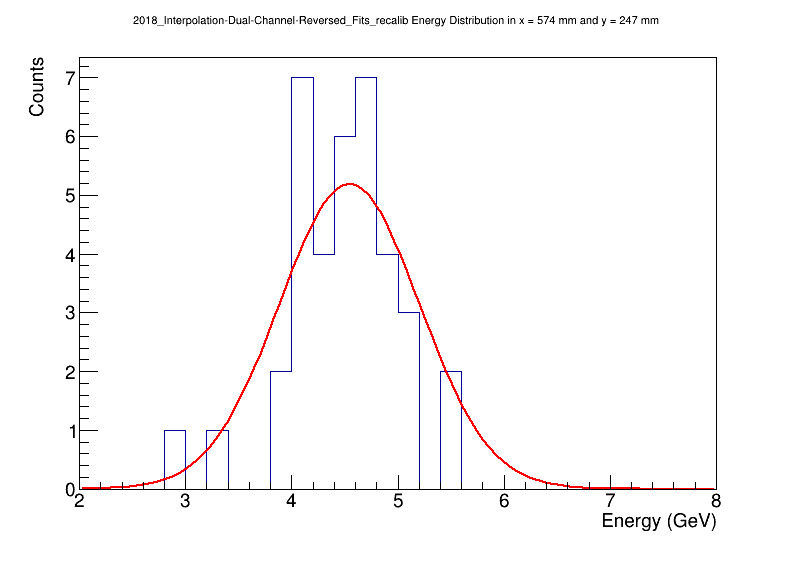 2018_Interpolation-Dual-Channel-Reversed_Fits_recalib Energy Distribution in x = 574 mm and y = 247 mm
Counts
7
6
5
4
3
2
1
0
2 3 4 5 6 7 8
Energy (GeV)